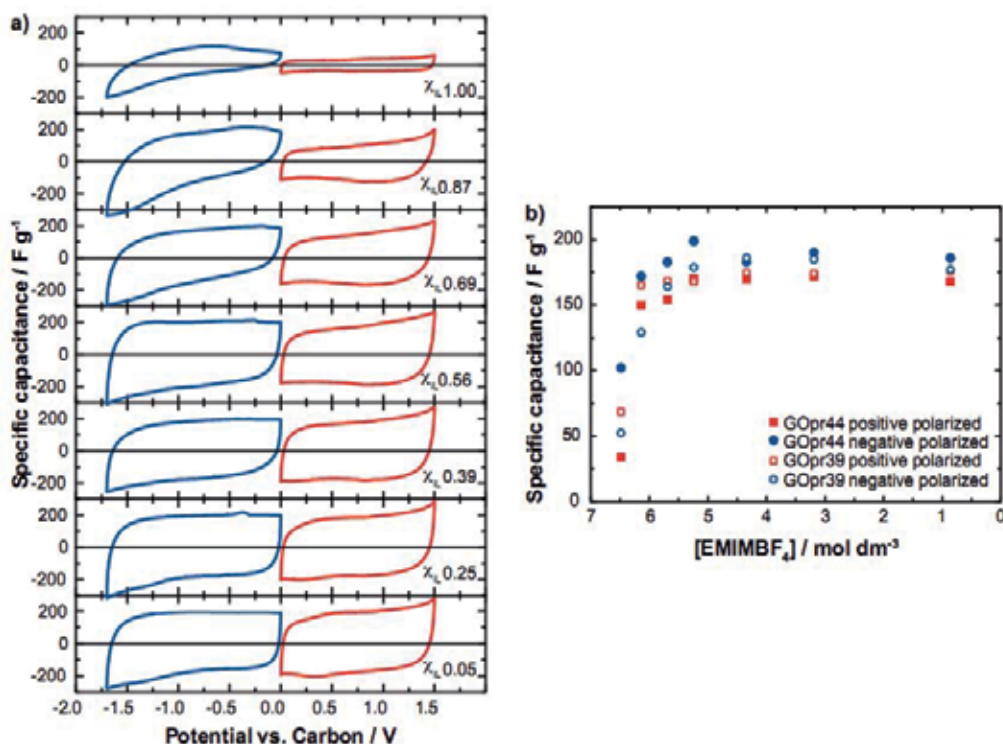 a)
Specific capacitance / F g⁻¹
200
0
-200
χIL 1.00
200
0
-200
χIL 0.87
200
0
-200
χIL 0.69
200
0
-200
χIL 0.56
200
0
-200
χIL 0.39
200
0
-200
χIL 0.25
200
0
-200
χIL 0.05
-2.0 -1.5 -1.0 -0.5 0.0 0.5 1.0 1.5
Potential vs. Carbon / V
b)
Specific capacitance / F g⁻¹
200
150
100
50
0
GOpr44 positive polarized
GOpr44 negative polarized
GOpr39 positive polarized
GOpr39 negative polarized
7 6 5 4 3 2 1 0
[EMIMBF₄] / mol dm⁻³